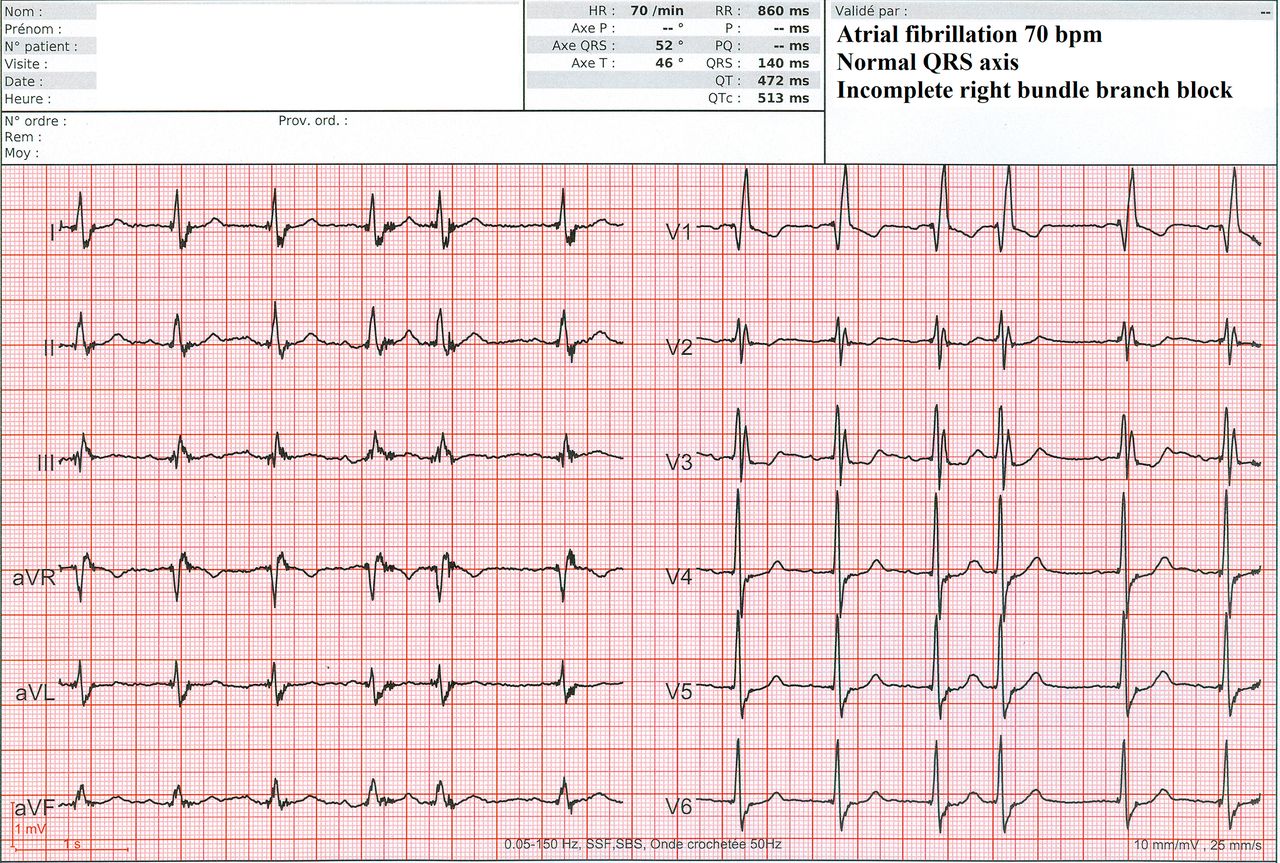 Nom :
Prénom :
N° patient :
Visite :
Date :
Heure :
HR : 70 /min RR : 860 ms
Axe P : -- ° P : -- ms
Axe QRS : 52 ° PQ : -- ms
Axe T : 46 ° QRS : 140 ms
QT : 472 ms
QTc : 513 ms
Validé par : --
Atrial fibrillation 70 bpm
Normal QRS axis
Incomplete right bundle branch block
N° ordre : Prov. ord. :
Rem :
Moy :
I V1
II V2
III V3
aVR V4
aVL V5
aVF V6
1 mV
1 s
0.05-150 Hz, SSF,SBS, Onde crochetée 50Hz 10 mm/mV , 25 mm/s